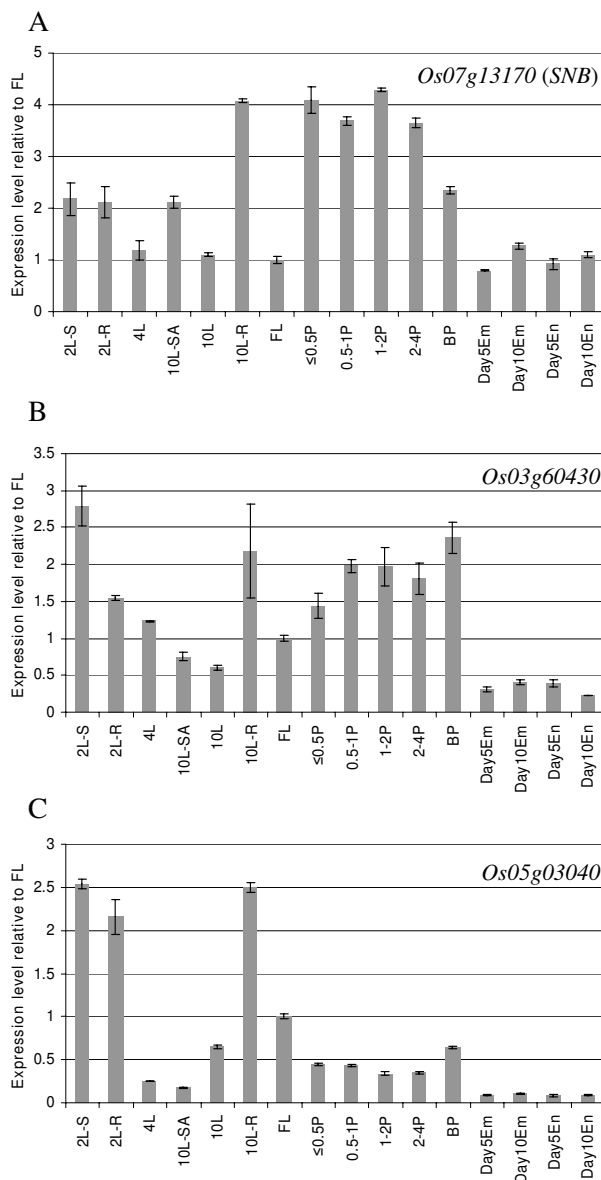 A
Os07g13170 (SNB)
Expression level relative to FL
5
4
3
2
1
0
2L-S 2L-R 4L 10L-SA 10L 10L-R FL ≤0.5P 0.5-1P 1-2P 2-4P BP Day5Em Day10Em Day5En Day10En
B
Os03g60430
Expression level relative to FL
3.5
3
2.5
2
1.5
1
0.5
0
2L-S 2L-R 4L 10L-SA 10L 10L-R FL ≤0.5P 0.5-1P 1-2P 2-4P BP Day5Em Day10Em Day5En Day10En
C
Os05g03040
Expression level relative to FL
3
2.5
2
1.5
1
0.5
0
2L-S 2L-R 4L 10L-SA 10L 10L-R FL ≤0.5P 0.5-1P 1-2P 2-4P BP Day5Em Day10Em Day5En Day10En